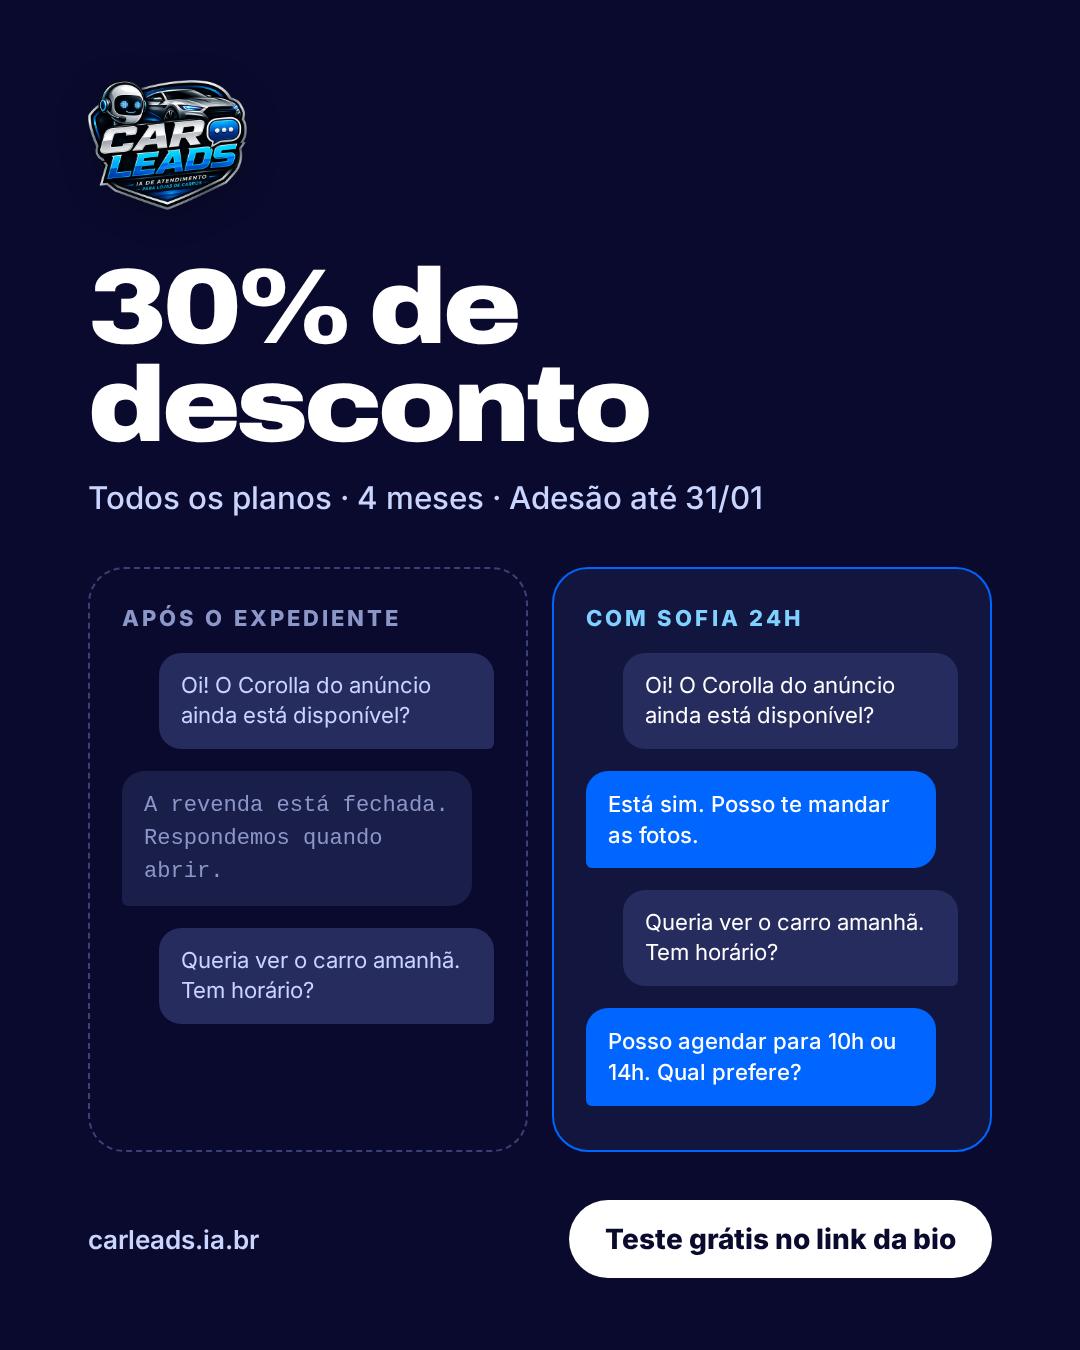 CAR
LEADS
IA DE ATENDIMENTO
PARA LOJAS DE CARROS
30% de
desconto
Todos os planos · 4 meses · Adesão até 31/01
APÓS O EXPEDIENTE
Oi! O Corolla do anúncio
ainda está disponível?
A revenda está fechada.
Respondemos quando
abrir.
Queria ver o carro amanhã.
Tem horário?
COM SOFIA 24H
Oi! O Corolla do anúncio
ainda está disponível?
Está sim. Posso te mandar
as fotos.
Queria ver o carro amanhã.
Tem horário?
Posso agendar para 10h ou
14h. Qual prefere?
carleads.ia.br
Teste grátis no link da bio